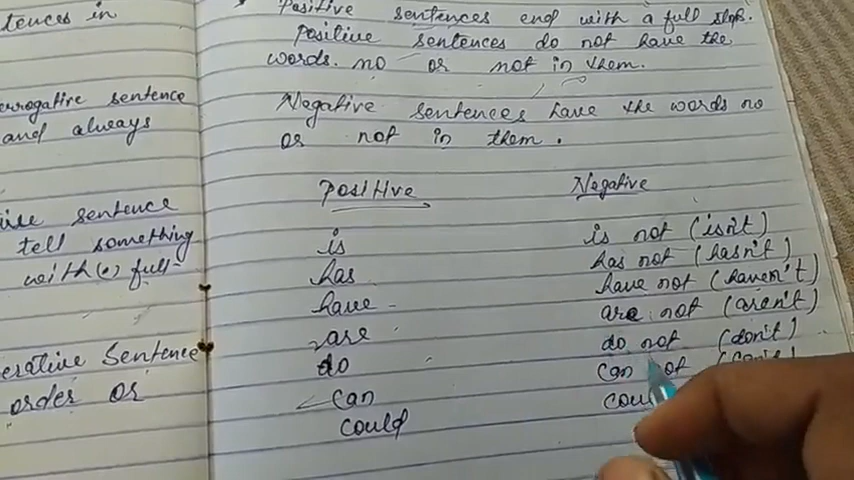 tences in
errogative sentence
and always
sentence
tell something
with(.) full-
erative Sentence
order or
Positive sentences end with a full stop.
Positive sentences do not have the
words. no or not in them.
Negative sentences have the words no
or not in them.
Positive Negative
is is not (isn't)
has has not (hasn't)
have have not (haven't)
are are not (aren't)
do do not (don't)
can can not (can't)
could